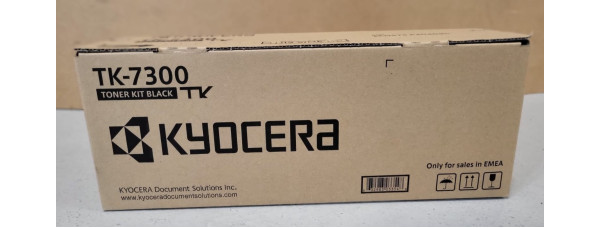 TK-7300
TONER KIT BLACK TK
KYOCERA
Only for sales in EMEA
KYOCERA Document Solutions Inc.
www.kyoceradocumentsolutions.com